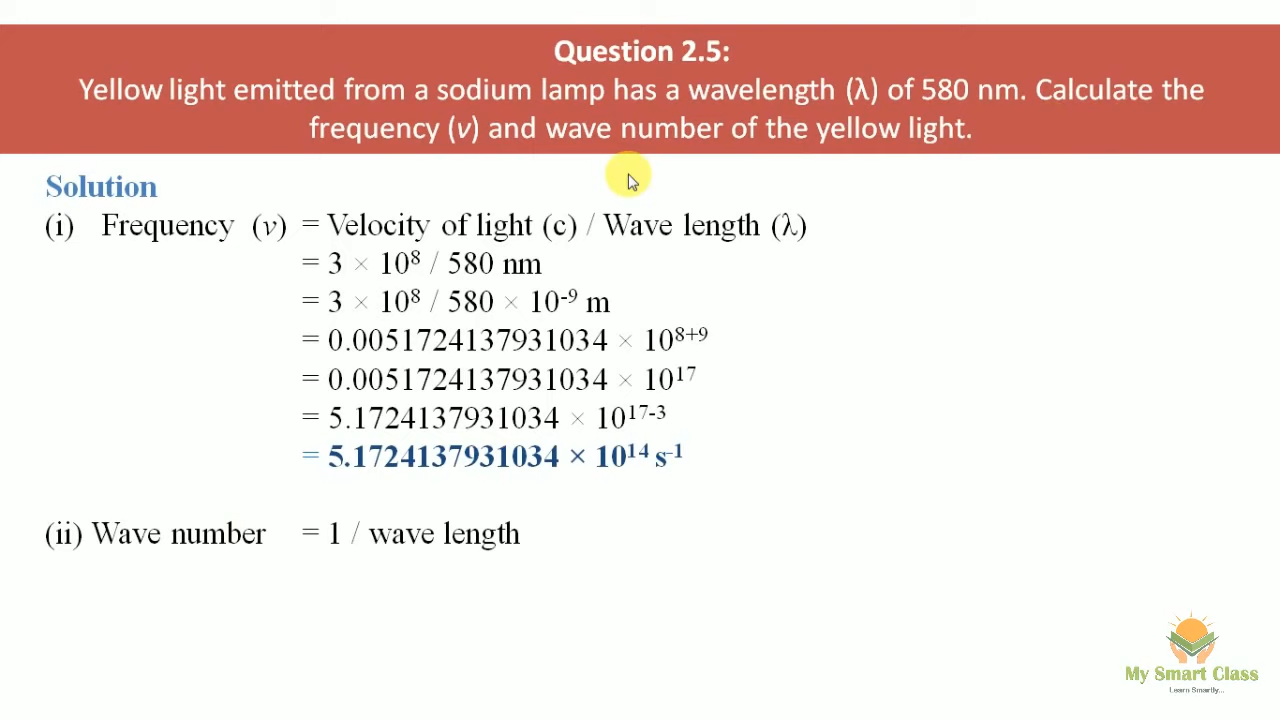 Question 2.5:
Yellow light emitted from a sodium lamp has a wavelength (λ) of 580 nm. Calculate the
frequency (v) and wave number of the yellow light.
Solution
(i) Frequency (v) = Velocity of light (c) / Wave length (λ)
= 3 × 10⁸ / 580 nm
= 3 × 10⁸ / 580 × 10⁻⁹ m
= 0.0051724137931034 × 10⁸⁺⁹
= 0.0051724137931034 × 10¹⁷
= 5.1724137931034 × 10¹⁷⁻³
= 5.1724137931034 × 10¹⁴ s⁻¹
(ii) Wave number = 1 / wave length
My Smart Class
Learn Smartly...